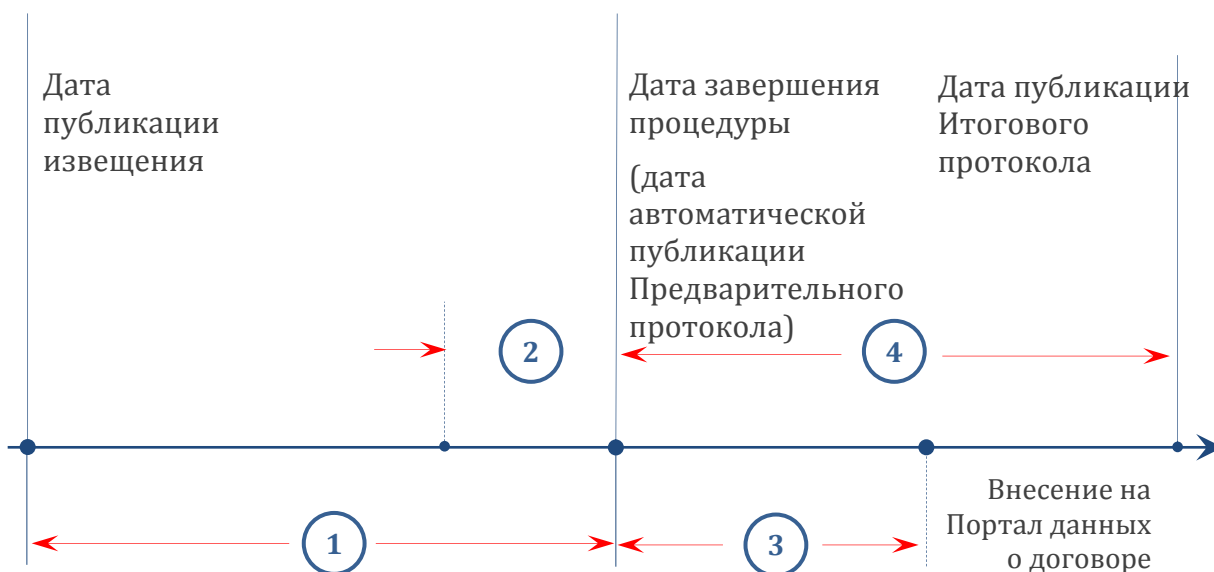 Дата
публикации
извещения
Дата завершения
процедуры
(дата
автоматической
публикации
Предварительного
протокола)
Дата публикации
Итогового
протокола
2
4
1
3
Внесение на
Портал данных
о договоре